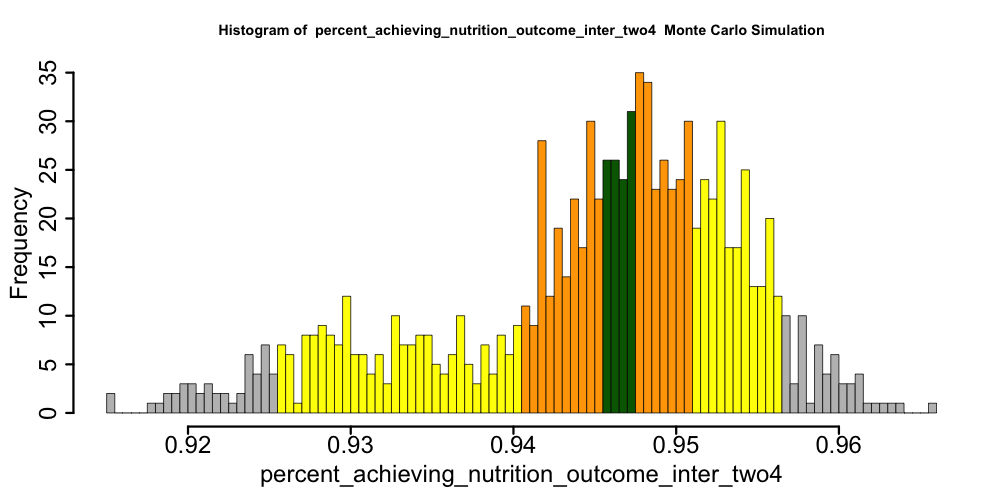 Histogram of  percent_achieving_nutrition_outcome_inter_two4  Monte Carlo Simulation
Frequency
35
30
25
20
15
10
5
0
0.92 0.93 0.94 0.95 0.96
percent_achieving_nutrition_outcome_inter_two4